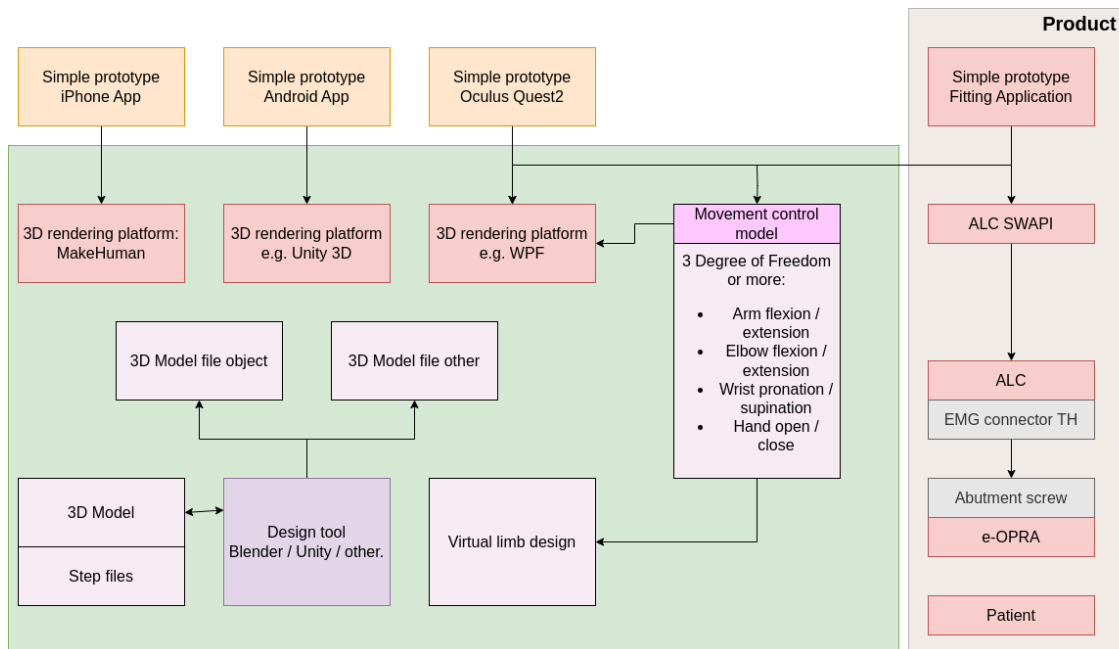 Product
Simple prototype
iPhone App
Simple prototype
Android App
Simple prototype
Oculus Quest2
Simple prototype
Fitting Application
3D rendering platform:
MakeHuman
3D rendering platform
e.g. Unity 3D
3D rendering platform
e.g. WPF
Movement control
model
ALC SWAPI
3 Degree of Freedom
or more:
• Arm flexion /
extension
• Elbow flexion /
extension
• Wrist pronation /
supination
• Hand open /
close
3D Model file object
3D Model file other
ALC
EMG connector TH
3D Model
Step files
Design tool
Blender / Unity / other.
Virtual limb design
Abutment screw
e-OPRA
Patient